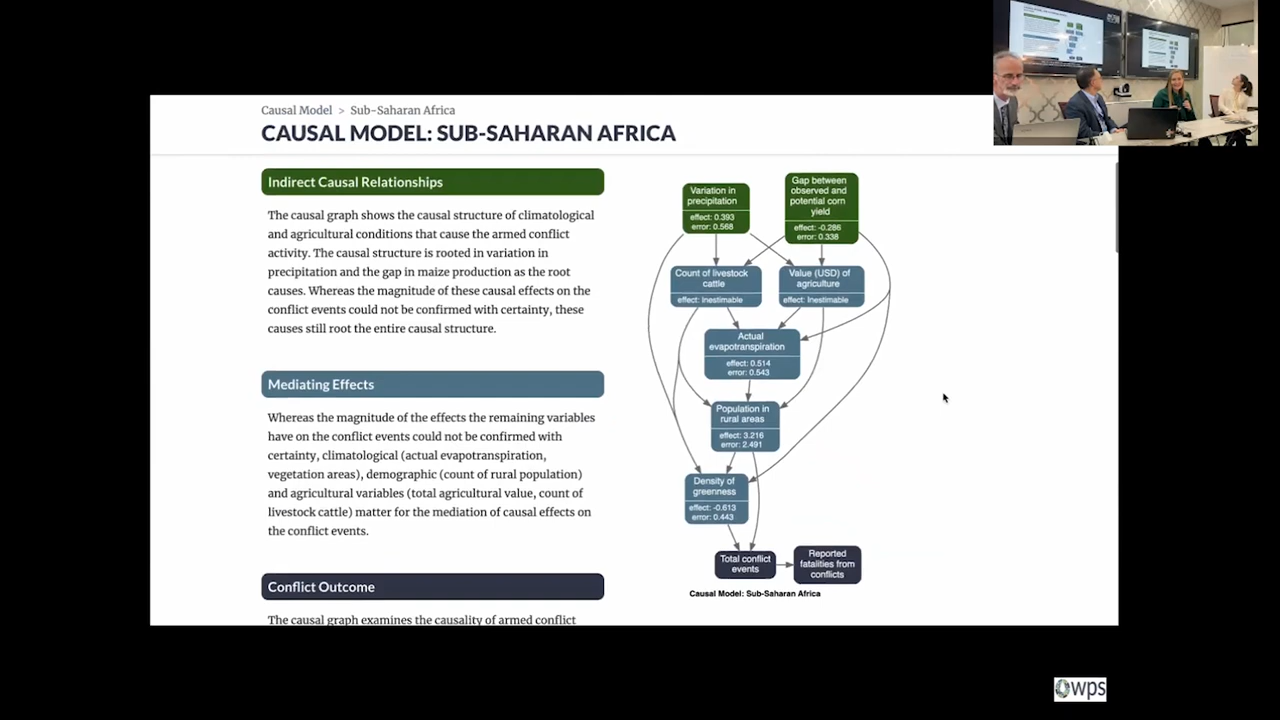 Causal Model > Sub-Saharan Africa
CAUSAL MODEL: SUB-SAHARAN AFRICA
Indirect Causal Relationships
The causal graph shows the causal structure of climatological
and agricultural conditions that cause the armed conflict
activity. The causal structure is rooted in variation in
precipitation and the gap in maize production as the root
causes. Whereas the magnitude of these causal effects on the
conflict events could not be confirmed with certainty, these
causes still root the entire causal structure.
Mediating Effects
Whereas the magnitude of the effects the remaining variables
have on the conflict events could not be confirmed with
certainty, climatological (actual evapotranspiration,
vegetation areas), demographic (count of rural population)
and agricultural variables (total agricultural value, count of
livestock cattle) matter for the mediation of causal effects on
the conflict events.
Conflict Outcome
The causal graph examines the causality of armed conflict
Variation in
precipitation
effect: 0.393
error: 0.568
Gap between
observed and
potential corn
yield
effect: -0.286
error: 0.338
Count of livestock
cattle
effect: Inestimable
Value (USD) of
agriculture
effect: Inestimable
Actual
evapotranspiration
effect: 0.514
error: 0.543
Population in
rural areas
effect: 3.216
error: 2.491
Density of
greenness
effect: -0.613
error: 0.443
Total conflict
events
Reported
fatalities from
conflicts
Causal Model: Sub-Saharan Africa
wps